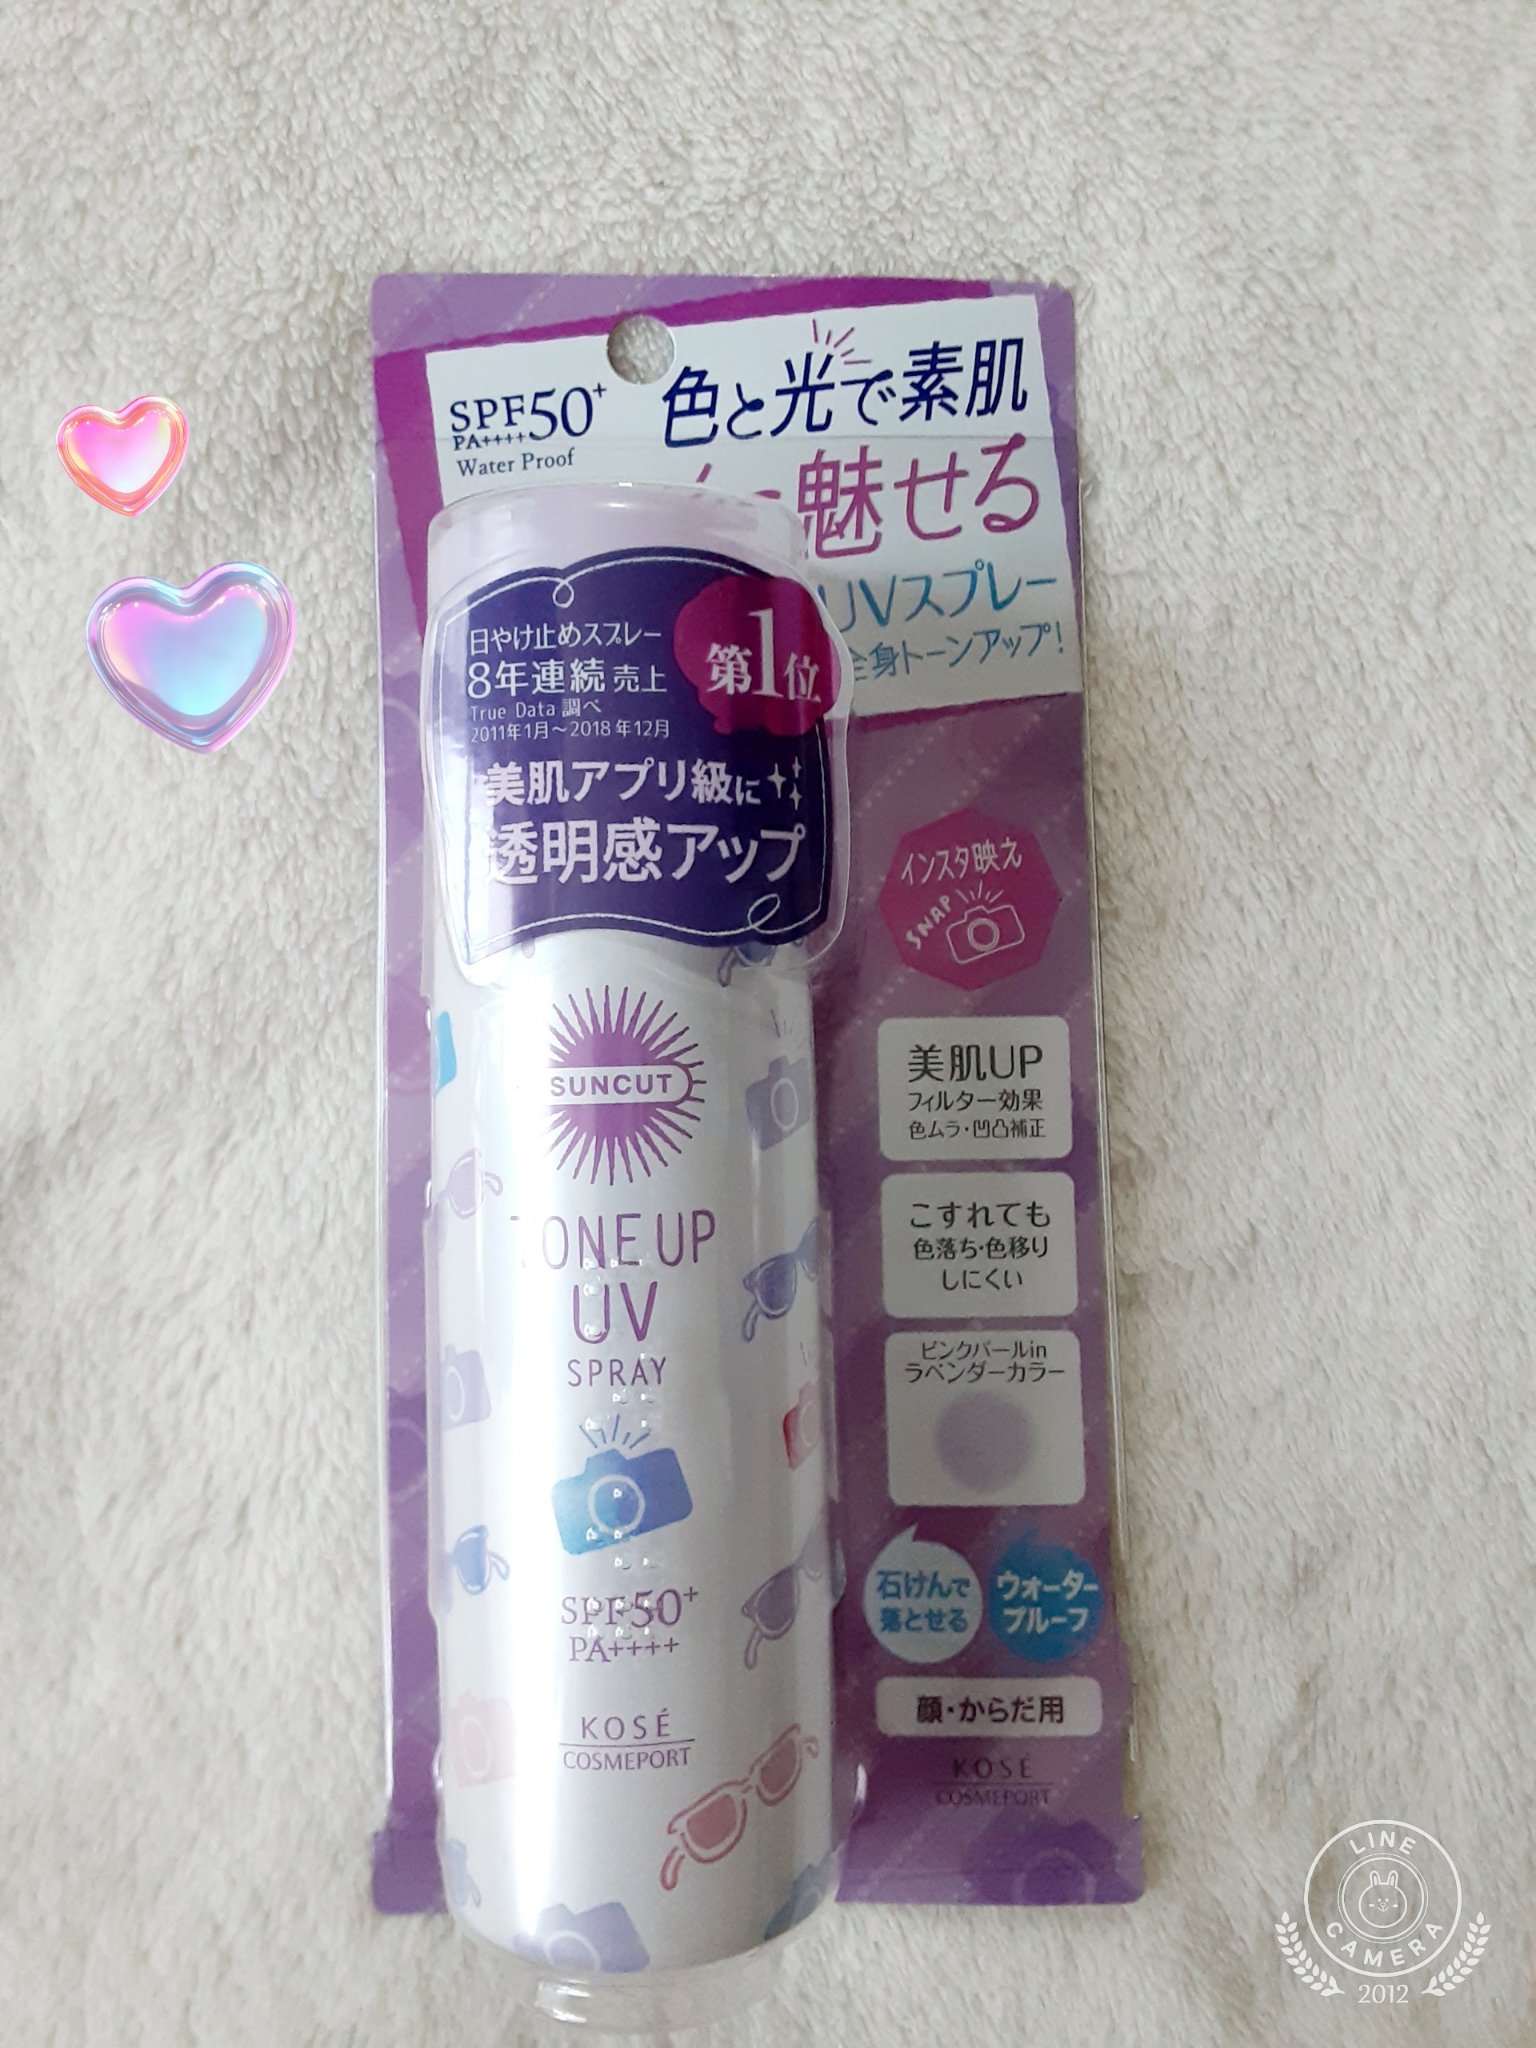 SPF50+
PA++++
Water Proof
色と光で素肌
魅せる
UVスプレー
全身トーンアップ!
日やけ止めスプレー
8年連続 売上
第1位
True Data 調べ
2011年1月～2018年12月
美肌アプリ級に
透明感アップ
インスタ映え
SNAP
SUNCUT
TONE UP
UV
SPRAY
SPF50+
PA++++
KOSÉ
COSMEPORT
美肌UP
フィルター効果
色ムラ・凹凸補正
こすれても
色落ち・色移り
しにくい
ピンクパールin
ラベンダーカラー
石けんで
落とせる
ウォーター
プルーフ
顔・からだ用
KOSÉ
COSMEPORT
LINE
CAMERA
2012